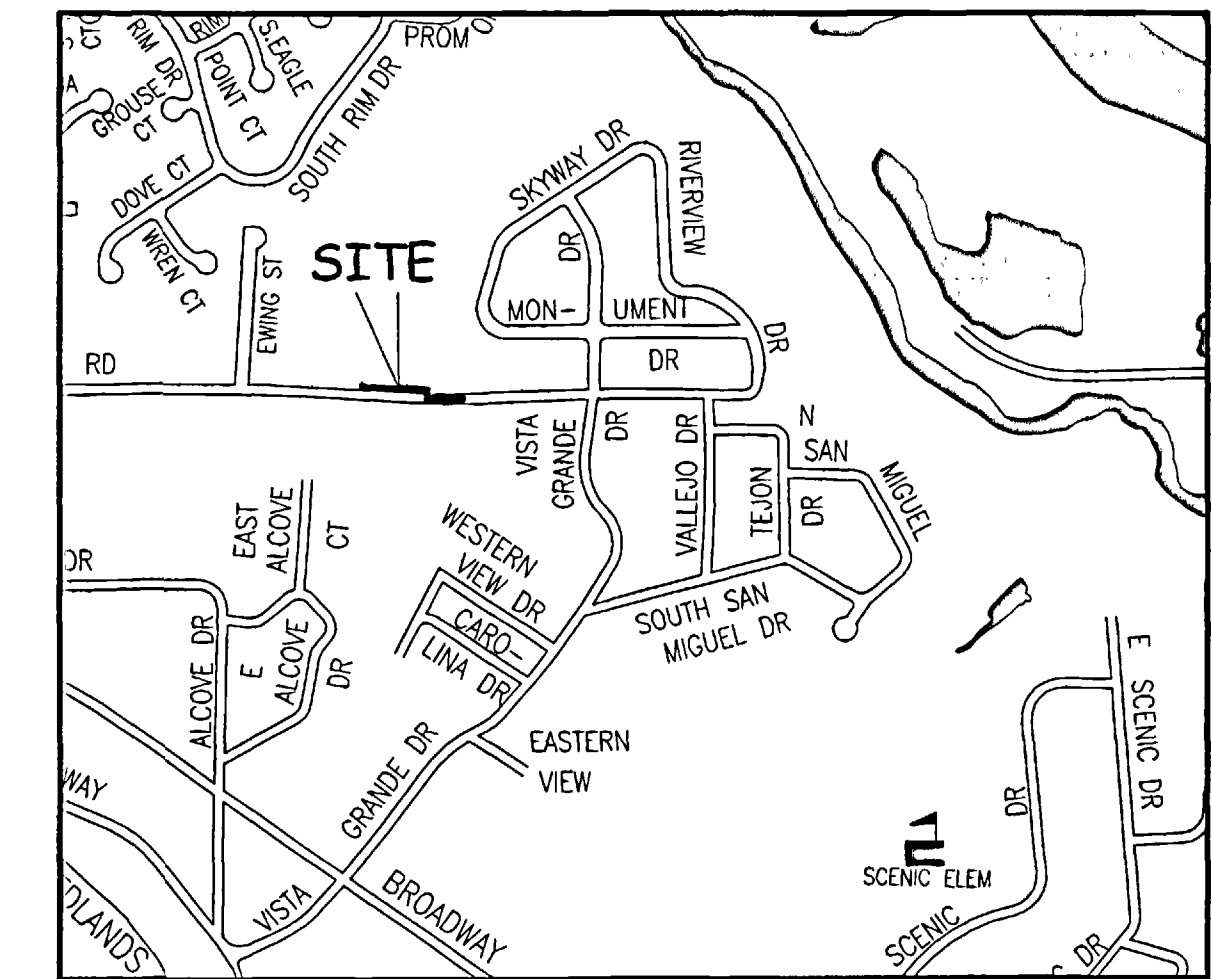 CT
RIM DR
RIM
S.EAGLE
POINT CT
PROM
A
GROUSE
CT
SOUTH RIM DR
DOVE CT
WREN CT
EWING ST
SITE
SKYWAY DR
RIVERVIEW
DR
DR
MON-
UMENT
DR
RD
VISTA
GRANDE
DR
VALLEJO DR
N
SAN
MIGUEL
TEJON
DR
SOUTH SAN
MIGUEL DR
EAST
ALCOVE
CT
WESTERN
VIEW DR
CARO-
LINA DR
DR
ALCOVE DR
E
ALCOVE
DR
EASTERN
VIEW
GRANDE DR
VISTA
BROADWAY
WAY
DLANDS
E SCENIC DR
DR
SCENIC ELEM
SCENIC
C DR